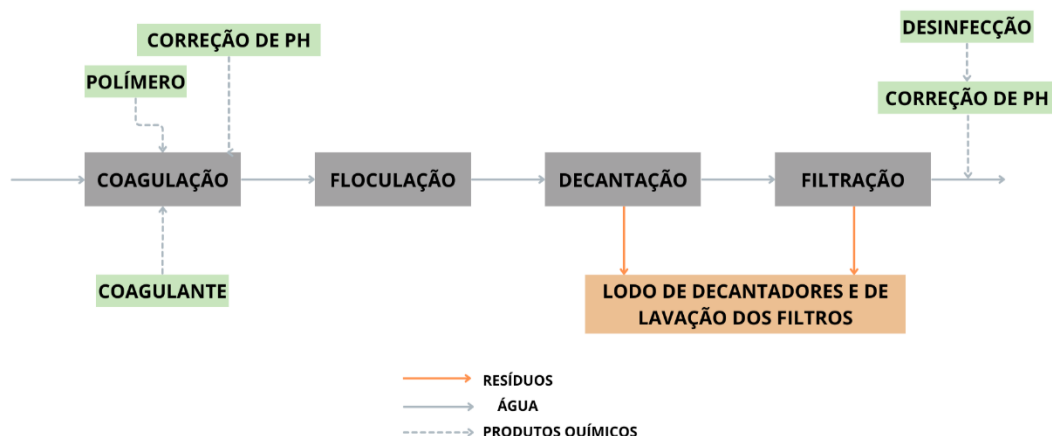 CORREÇÃO DE PH
DESINFECÇÃO
POLÍMERO
CORREÇÃO DE PH
COAGULAÇÃO
FLOCULAÇÃO
DECANTAÇÃO
FILTRAÇÃO
COAGULANTE
LODO DE DECANTADORES E DE
LAVAÇÃO DOS FILTROS
RESÍDUOS
ÁGUA
PRODUTOS QUÍMICOS